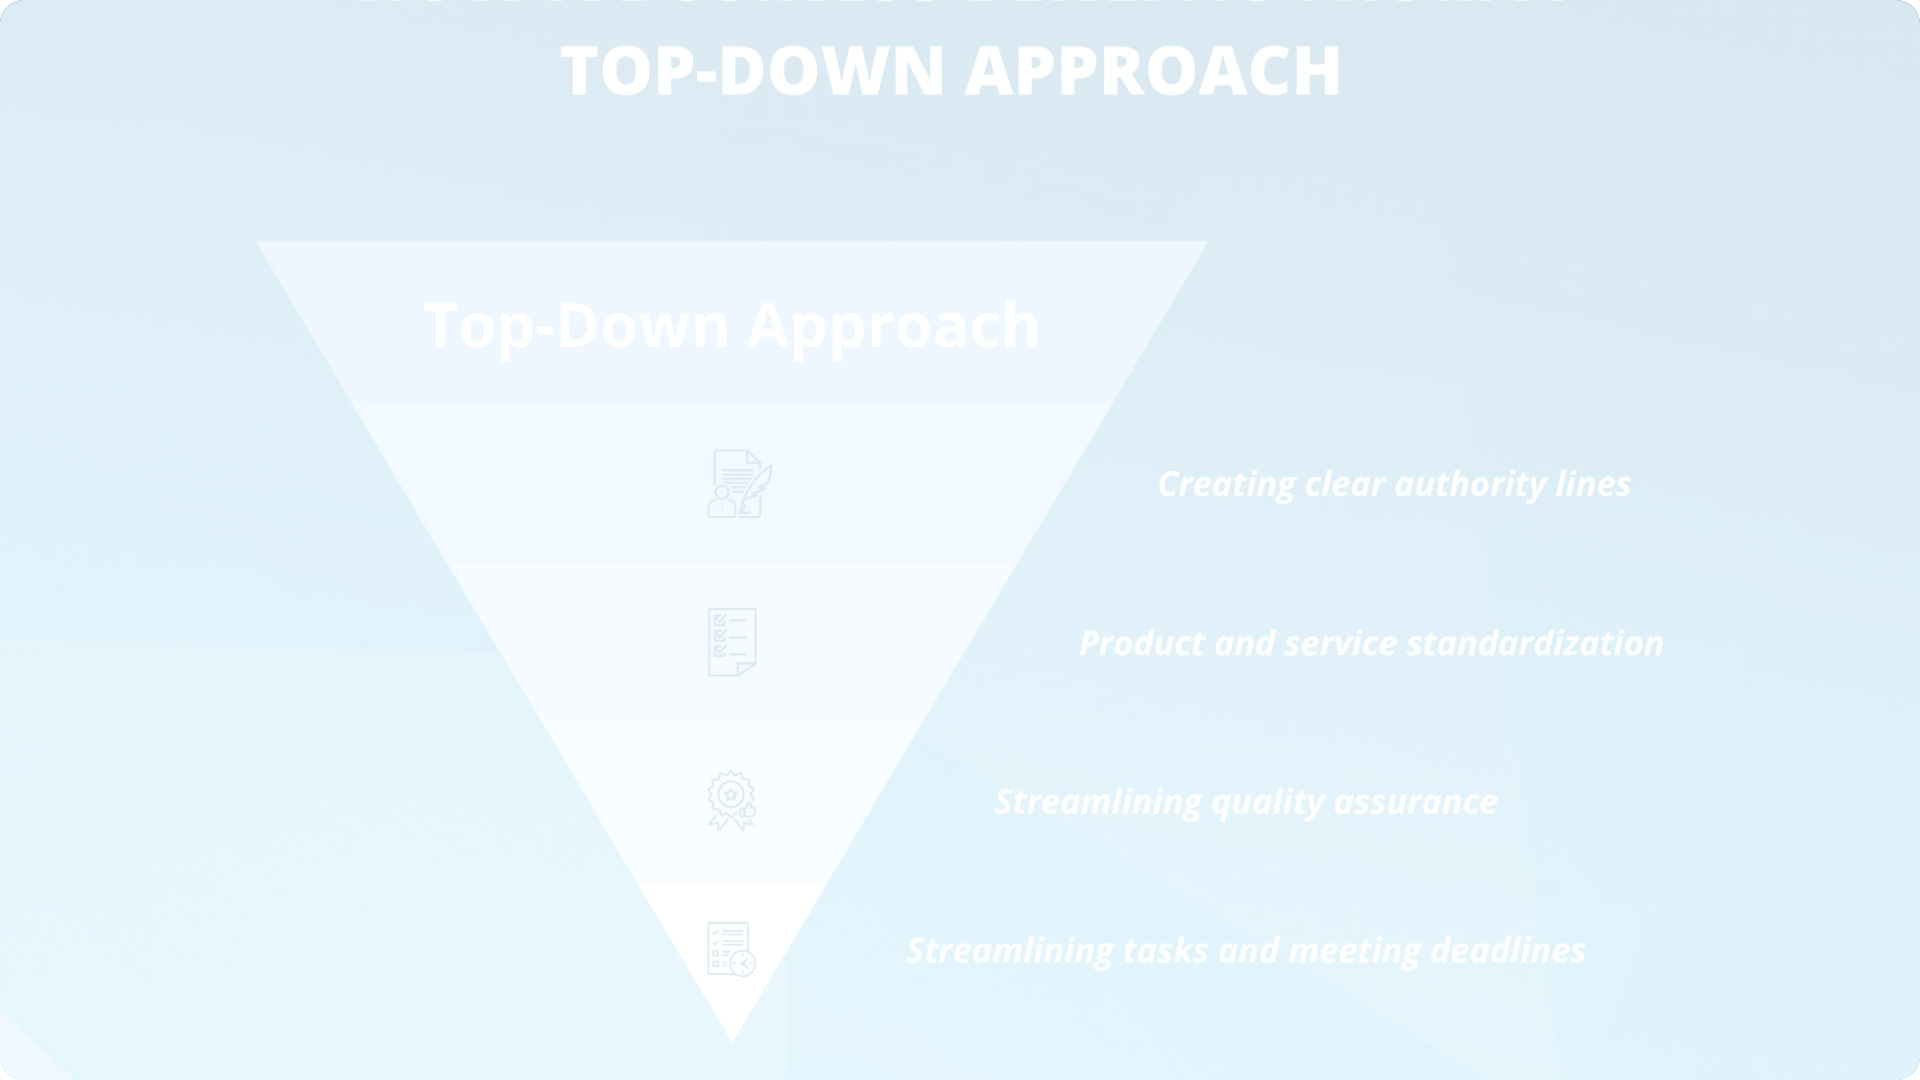 TOP-DOWN APPROACH
Top-Down Approach
Creating clear authority lines
Product and service standardization
Streamlining quality assurance
Streamlining tasks and meeting deadlines